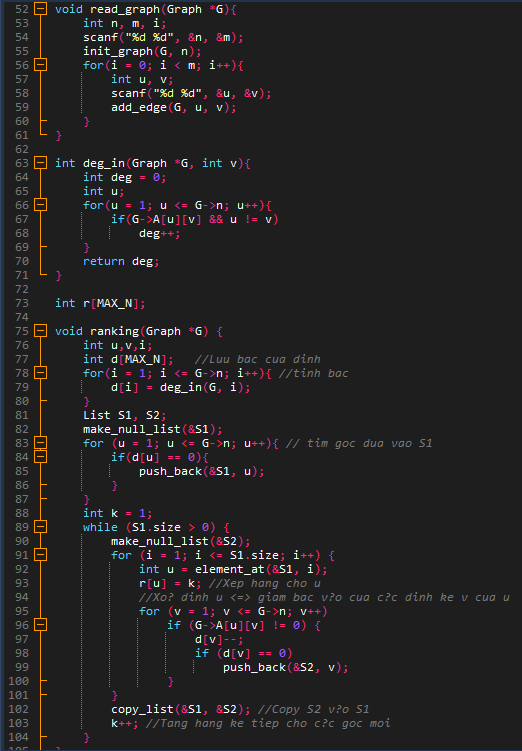 52 void read_graph(Graph *G){
53 int n, m, i;
54 scanf("%d %d", &n, &m);
55 init_graph(G, n);
56 for(i = 0; i < m; i++){
57 int u, v;
58 scanf("%d %d", &u, &v);
59 add_edge(G, u, v);
60 }
61 }
62
63 int deg_in(Graph *G, int v){
64 int deg = 0;
65 int u;
66 for(u = 1; u <= G->n; u++){
67 if(G->A[u][v] && u != v)
68 deg++;
69 }
70 return deg;
71 }
72
73 int r[MAX_N];
74
75 void ranking(Graph *G) {
76 int u,v,i;
77 int d[MAX_N]; //Luu bac cua dinh
78 for(i = 1; i <= G->n; i++){ //tinh bac
79 d[i] = deg_in(G, i);
80 }
81 List S1, S2;
82 make_null_list(&S1);
83 for (u = 1; u <= G->n; u++){ // tim goc dua vao S1
84 if(d[u] == 0){
85 push_back(&S1, u);
86 }
87 }
88 int k = 1;
89 while (S1.size > 0) {
90 make_null_list(&S2);
91 for (i = 1; i <= S1.size; i++) {
92 int u = element_at(&S1, i);
93 r[u] = k; //Xep hang cho u
94 //Xo? dinh u <=> giam bac v?o cua c?c dinh ke v cua u
95 for (v = 1; v <= G->n; v++)
96 if (G->A[u][v] != 0) {
97 d[v]--;
98 if (d[v] == 0)
99 push_back(&S2, v);
100 }
101 }
102 copy_list(&S1, &S2); //Copy S2 v?o S1
103 k++; //Tang hang ke tiep cho c?c goc moi
104 }